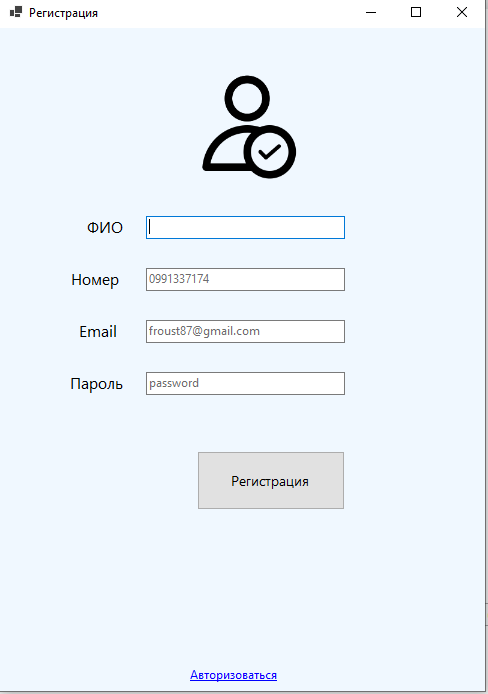 Регистрация
ФИО
Номер 0991337174
Email froust87@gmail.com
Пароль password
Регистрация
Авторизоваться